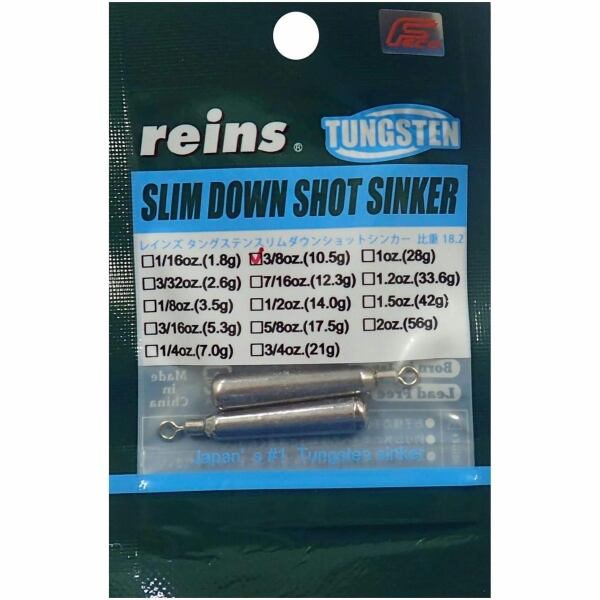 FS
FECO
reins®
TUNGSTEN
SLIM DOWN SHOT SINKER
レインズ タングステンスリムダウンショットシンカー 比重 18.2
□1/16oz.(1.8g) ☑3/8oz.(10.5g) □1oz.(28g)
□3/32oz.(2.6g) □7/16oz.(12.3g) □1.2oz.(33.6g)
□1/8oz.(3.5g) □1/2oz.(14.0g) □1.5oz.(42g}
□3/16oz.(5.3g) □5/8oz.(17.5g) □2oz.(56g)
□1/4oz.(7.0g) □3/4oz.(21g)
Born
Made
in
China
Lead Free
Japan's #1 Tungsten sinker